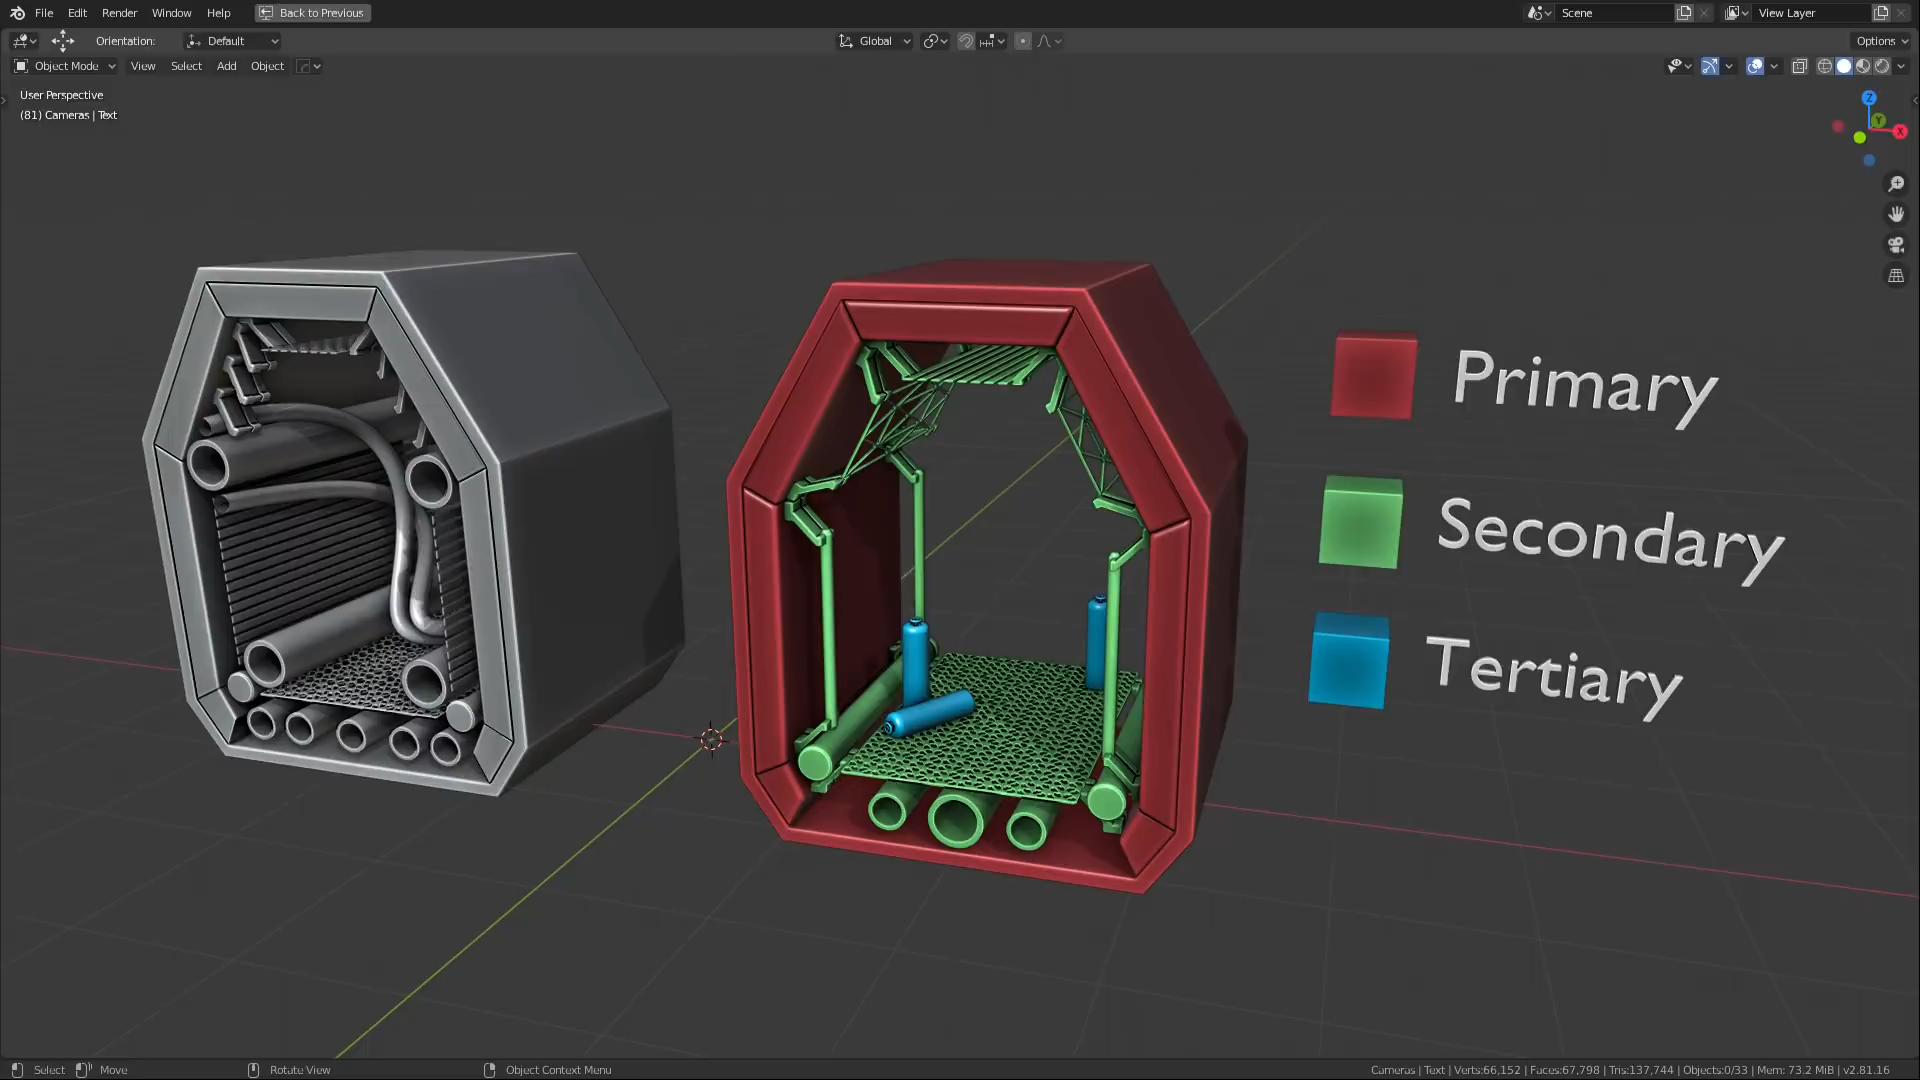 File Edit Render Window Help Back to Previous Scene View Layer
Orientation: Default Global Options
Object Mode View Select Add Object
User Perspective
(81) Cameras | Text
Z
Y
X
Primary
Secondary
Tertiary
Select Move Rotate View Object Context Menu Cameras | Text | Verts:66,152 | Faces:67,798 | Tris:137,744 | Objects:0/33 | Mem: 73.2 MiB | v2.81.16